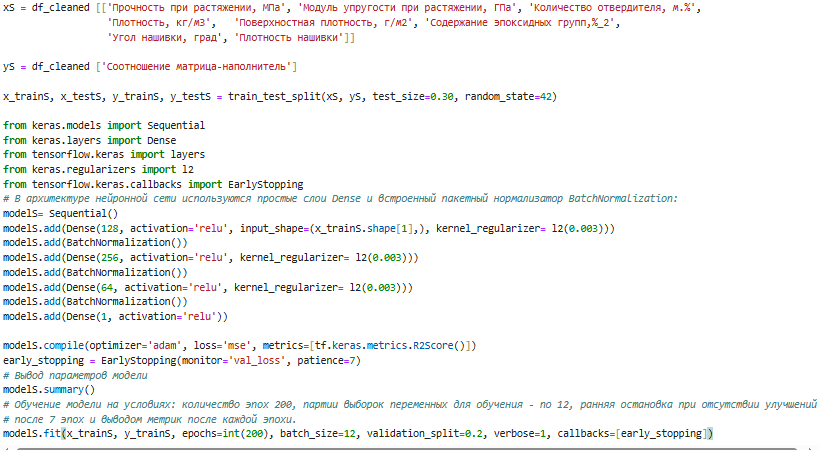 xS = df_cleaned [['Прочность при растяжении, МПа', 'Модуль упругости при растяжении, ГПа', 'Количество отвердителя, м.%',
'Плотность, кг/м3', 'Поверхностная плотность, г/м2', 'Содержание эпоксидных групп,%_2',
'Угол нашивки, град', 'Плотность нашивки']]
yS = df_cleaned ['Соотношение матрица-наполнитель']
x_trainS, x_testS, y_trainS, y_testS = train_test_split(xS, yS, test_size=0.30, random_state=42)
from keras.models import Sequential
from keras.layers import Dense
from tensorflow.keras import layers
from keras.regularizers import l2
from tensorflow.keras.callbacks import EarlyStopping
# В архитектуре нейронной сети используются простые слои Dense и встроенный пакетный нормализатор BatchNormalization:
modelS= Sequential()
modelS.add(Dense(128, activation='relu', input_shape=(x_trainS.shape[1],), kernel_regularizer= l2(0.003)))
modelS.add(BatchNormalization())
modelS.add(Dense(256, activation='relu', kernel_regularizer= l2(0.003)))
modelS.add(BatchNormalization())
modelS.add(Dense(64, activation='relu', kernel_regularizer= l2(0.003)))
modelS.add(BatchNormalization())
modelS.add(Dense(1, activation='relu'))
modelS.compile(optimizer='adam', loss='mse', metrics=[tf.keras.metrics.R2Score()])
early_stopping = EarlyStopping(monitor='val_loss', patience=7)
# Вывод параметров модели
modelS.summary()
# Обучение модели на условиях: количество эпох 200, партии выборок переменных для обучения - по 12, ранняя остановка при отсутствии улучшений
# после 7 эпох и выводом метрик после каждой эпохи.
modelS.fit(x_trainS, y_trainS, epochs=int(200), batch_size=12, validation_split=0.2, verbose=1, callbacks=[early_stopping])